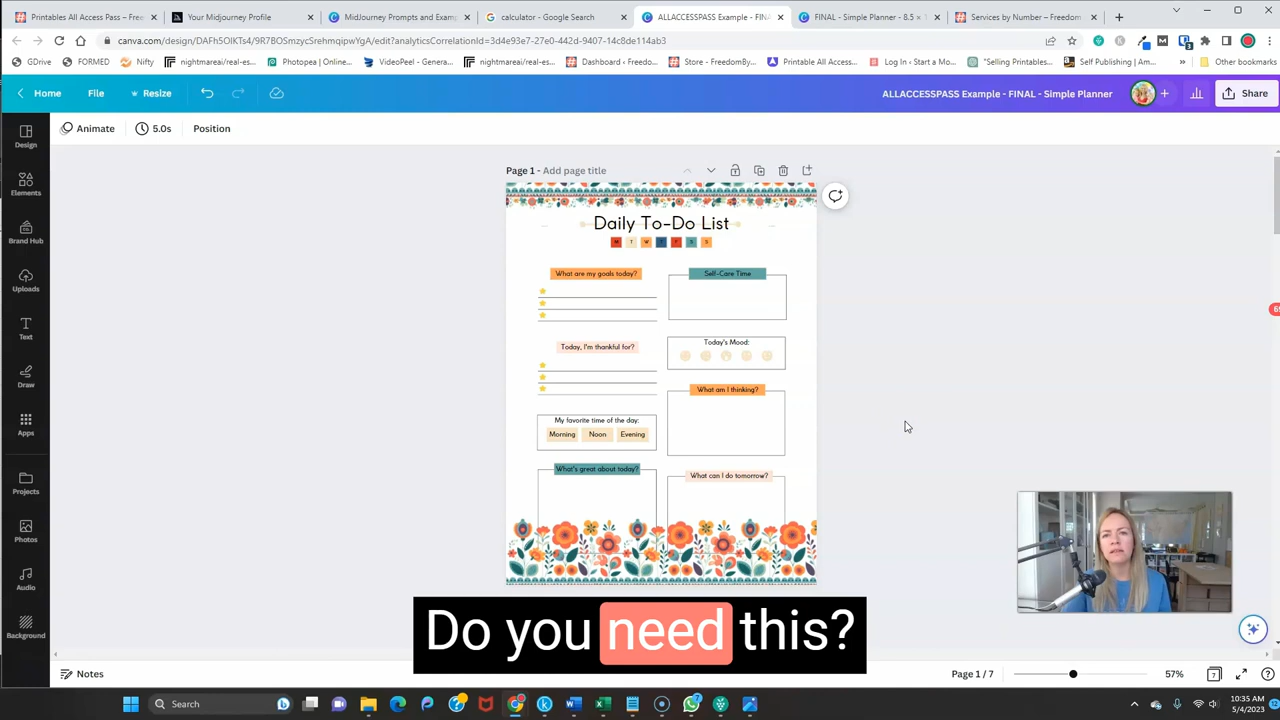 Printables All Access Pass – Free
Your Midjourney Profile
MidJourney Prompts and Examp
calculator - Google Search
ALLACCESSPASS Example - FINA
FINAL - Simple Planner - 8.5 ×
Services by Number – Freedom
canva.com/design/DAFh5OlKTs4/9R78OSmzycSrehmqipwYgA/edit?analyticsCorrelationId=3d4e93e7-27e0-442d-9407-14c8de114ab3
GDrive
FORMED
Nifty
nightmareai/real-es...
Photopea | Online...
VideoPeel - Genera...
nightmareai/real-es...
Dashboard ‹ Freedo...
Store - FreedomBy...
Printable All Access...
Log In ‹ Start a Mo...
"Selling Printables...
Self Publishing | Am...
Other bookmarks
Home
File
Resize
ALLACCESSPASS Example - FINAL - Simple Planner
Share
Animate
5.0s
Position
Design
Elements
Brand Hub
Uploads
Text
Draw
Apps
Projects
Photos
Audio
Background
Page 1 - Add page title
Daily To-Do List
M T W T F S S
What are my goals today?
Self-Care Time
Today, I'm thankful for?
Today's Mood:
What am I thinking?
My favorite time of the day:
Morning Noon Evening
What's great about today?
What can I do tomorrow?
Do you need this?
Notes
Page 1 / 7
57%
7
Search
10:35 AM
5/4/2023